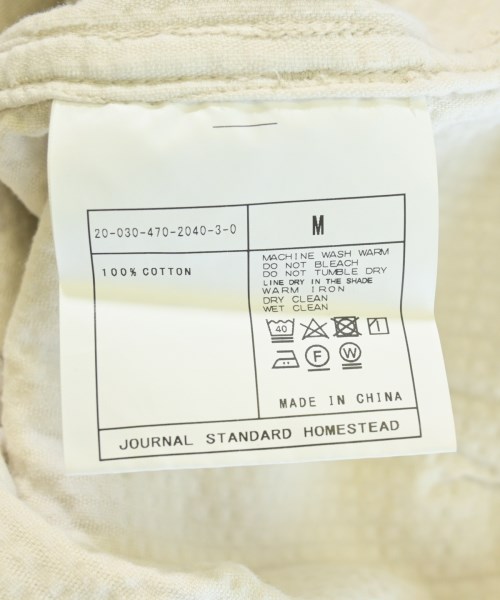 20-030-470-2040-3-0
M
100% COTTON
MACHINE WASH WARM
DO NOT BLEACH
DO NOT TUMBLE DRY
LINE DRY IN THE SHADE
WARM IRON
DRY CLEAN
WET CLEAN
40
F W
MADE IN CHINA
JOURNAL STANDARD HOMESTEAD